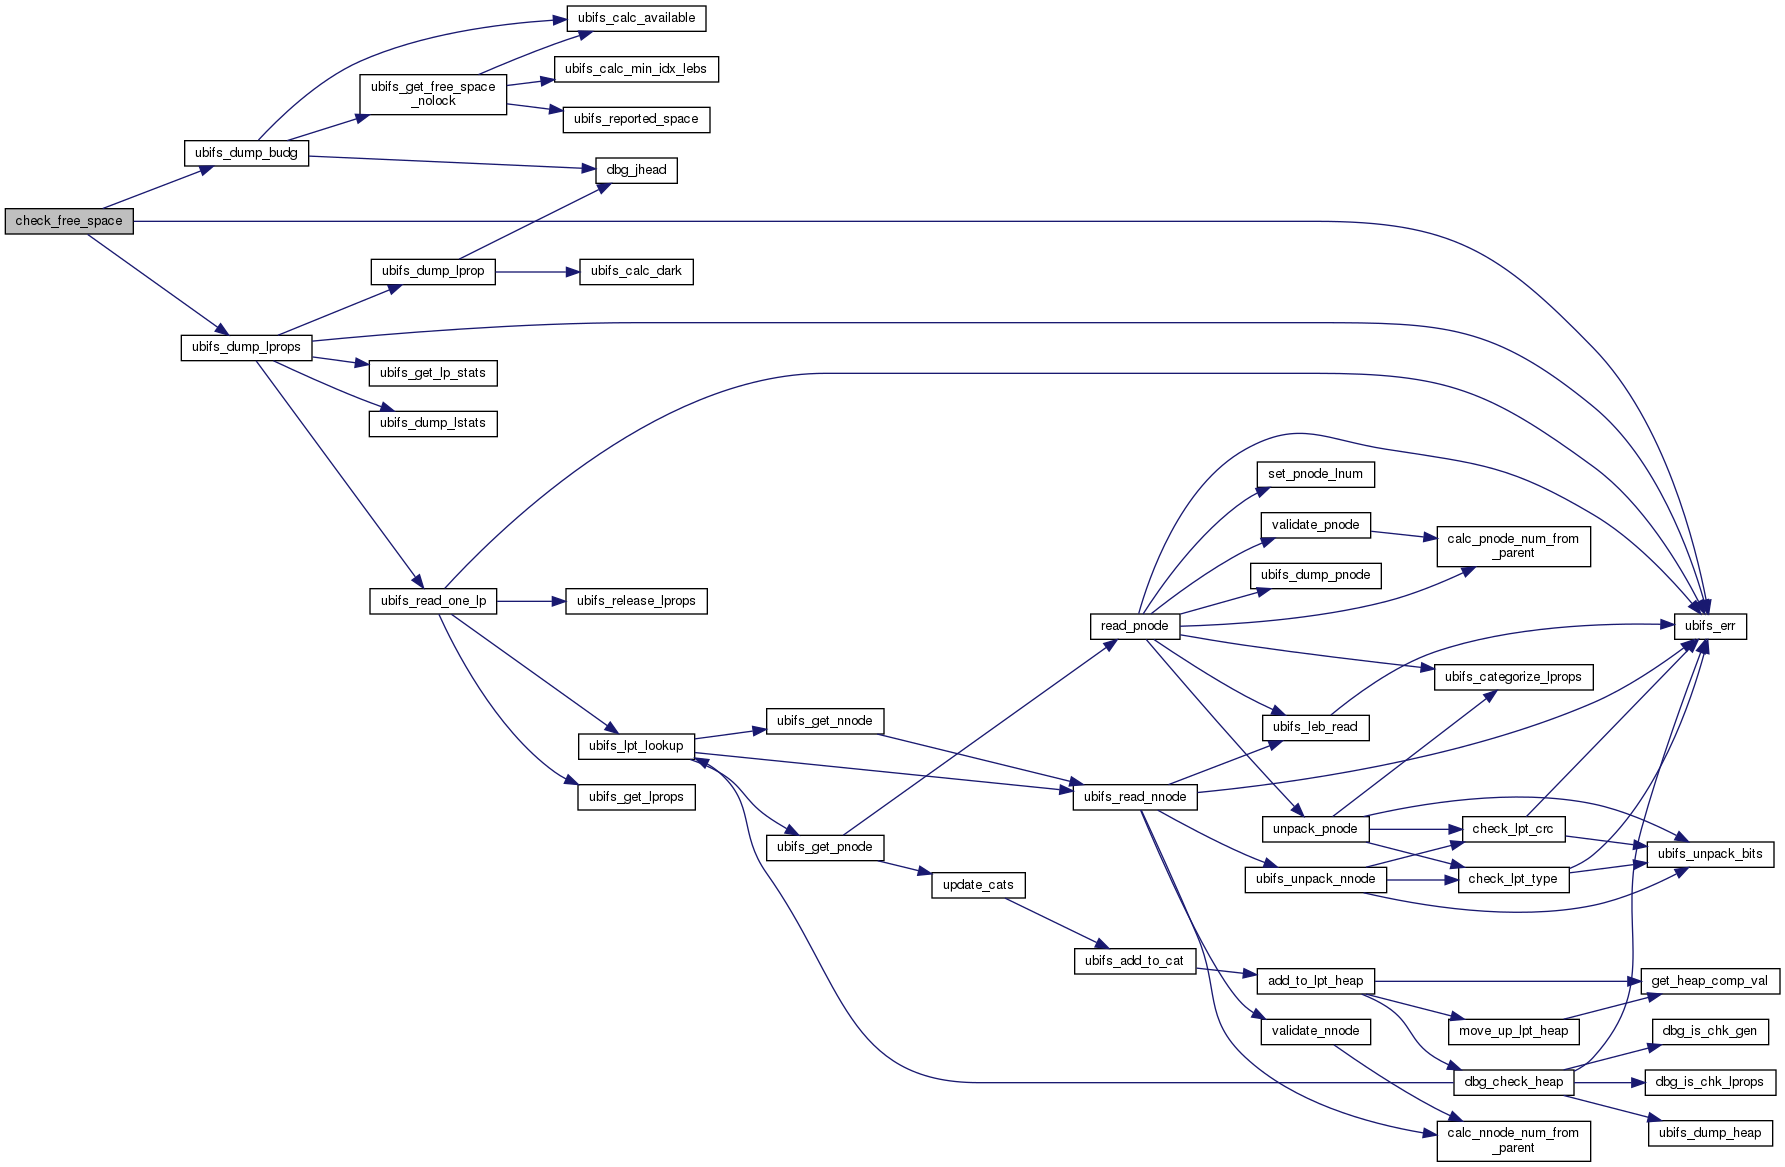 ubifs_calc_available
ubifs_calc_min_idx_lebs
ubifs_get_free_space
_nolock
ubifs_reported_space
ubifs_dump_budg
dbg_jhead
check_free_space
ubifs_dump_lprop
ubifs_calc_dark
ubifs_dump_lprops
ubifs_get_lp_stats
ubifs_dump_lstats
set_pnode_lnum
validate_pnode
calc_pnode_num_from
_parent
ubifs_dump_pnode
ubifs_read_one_lp
ubifs_release_lprops
read_pnode
ubifs_err
ubifs_categorize_lprops
ubifs_get_nnode
ubifs_leb_read
ubifs_lpt_lookup
ubifs_get_lprops
ubifs_read_nnode
unpack_pnode
check_lpt_crc
ubifs_get_pnode
ubifs_unpack_bits
ubifs_unpack_nnode
check_lpt_type
update_cats
ubifs_add_to_cat
add_to_lpt_heap
get_heap_comp_val
validate_nnode
move_up_lpt_heap
dbg_is_chk_gen
dbg_check_heap
dbg_is_chk_lprops
calc_nnode_num_from
_parent
ubifs_dump_heap